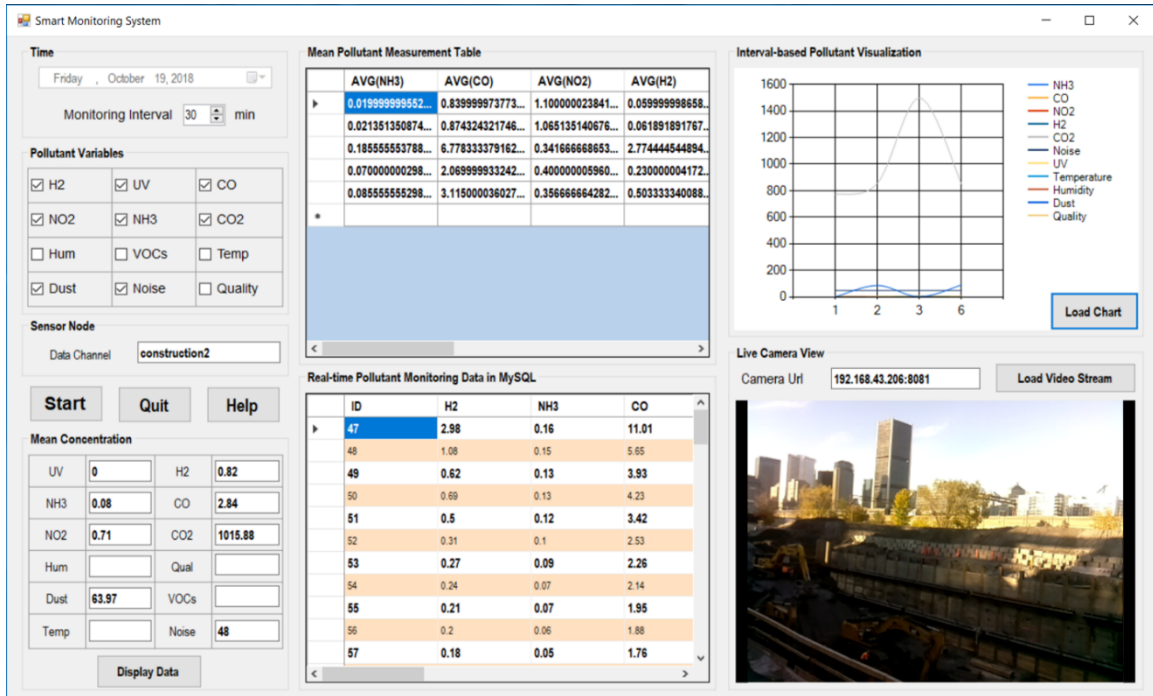 Smart Monitoring System
Time
Friday , October 19, 2018
Monitoring Interval 30 min
Pollutant Variables
H2 UV CO
NO2 NH3 CO2
Hum VOCs Temp
Dust Noise Quality
Sensor Node
Data Channel construction2
Start Quit Help
Mean Concentration
UV 0 H2 0.82
NH3 0.08 CO 2.84
NO2 0.71 CO2 1015.88
Hum Qual
Dust 63.97 VOCs
Temp Noise 48
Display Data
Mean Pollutant Measurement Table
AVG(NH3) AVG(CO) AVG(NO2) AVG(H2)
0.019999999552... 0.839999973773... 1.100000023841... 0.059999998658...
0.021351350874... 0.874324321746... 1.065135140676... 0.061891891767...
0.185555553788... 6.778333379162... 0.341666668653... 2.774444544894...
0.070000000298... 2.069999933242... 0.400000005960... 0.230000004172...
0.085555555298... 3.115000036027... 0.356666664282... 0.503333340088...
Real-time Pollutant Monitoring Data in MySQL
ID H2 NH3 CO
47 2.98 0.16 11.01
48 1.08 0.15 5.65
49 0.62 0.13 3.93
50 0.69 0.13 4.23
51 0.5 0.12 3.42
52 0.31 0.1 2.53
53 0.27 0.09 2.26
54 0.24 0.07 2.14
55 0.21 0.07 1.95
56 0.2 0.06 1.88
57 0.18 0.05 1.76
Interval-based Pollutant Visualization
1600
1400
1200
1000
800
600
400
200
0
1 2 3 6
NH3
CO
NO2
H2
CO2
Noise
UV
Temperature
Humidity
Dust
Quality
Load Chart
Live Camera View
Camera Url 192.168.43.206:8081 Load Video Stream